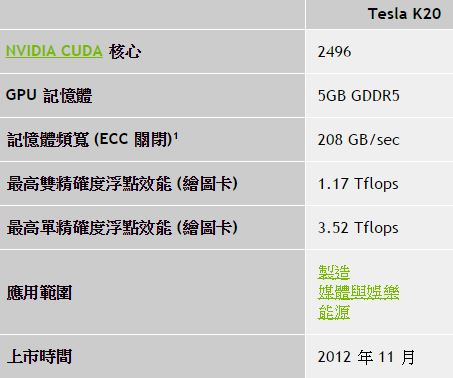 Tesla K20
NVIDIA CUDA 核心 2496
GPU 記憶體 5GB GDDR5
記憶體頻寬 (ECC 關閉)¹ 208 GB/sec
最高雙精確度浮點效能 (繪圖卡) 1.17 Tflops
最高單精確度浮點效能 (繪圖卡) 3.52 Tflops
應用範圍
製造
媒體與娛樂
能源
上市時間 2012 年 11 月